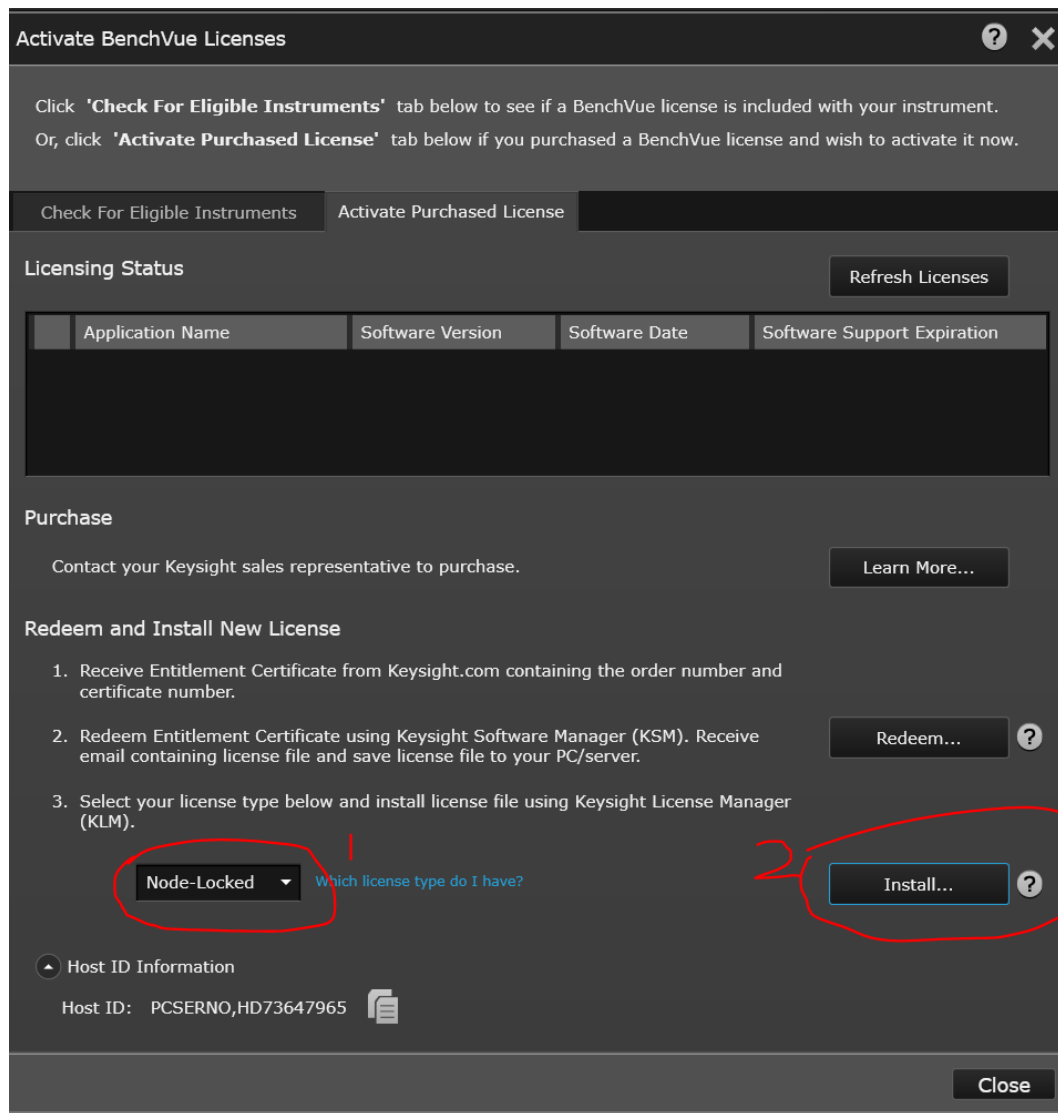 Activate BenchVue Licenses
Click 'Check For Eligible Instruments' tab below to see if a BenchVue license is included with your instrument.
Or, click 'Activate Purchased License' tab below if you purchased a BenchVue license and wish to activate it now.
Check For Eligible Instruments
Activate Purchased License
Licensing Status
Refresh Licenses
Application Name
Software Version
Software Date
Software Support Expiration
Purchase
Contact your Keysight sales representative to purchase.
Learn More...
Redeem and Install New License
1. Receive Entitlement Certificate from Keysight.com containing the order number and
certificate number.
2. Redeem Entitlement Certificate using Keysight Software Manager (KSM). Receive
email containing license file and save license file to your PC/server.
Redeem...
?
3. Select your license type below and install license file using Keysight License Manager
(KLM).
1
2
Node-Locked
Which license type do I have?
Install...
?
Host ID Information
Host ID: PCSERNO,HD73647965
Close